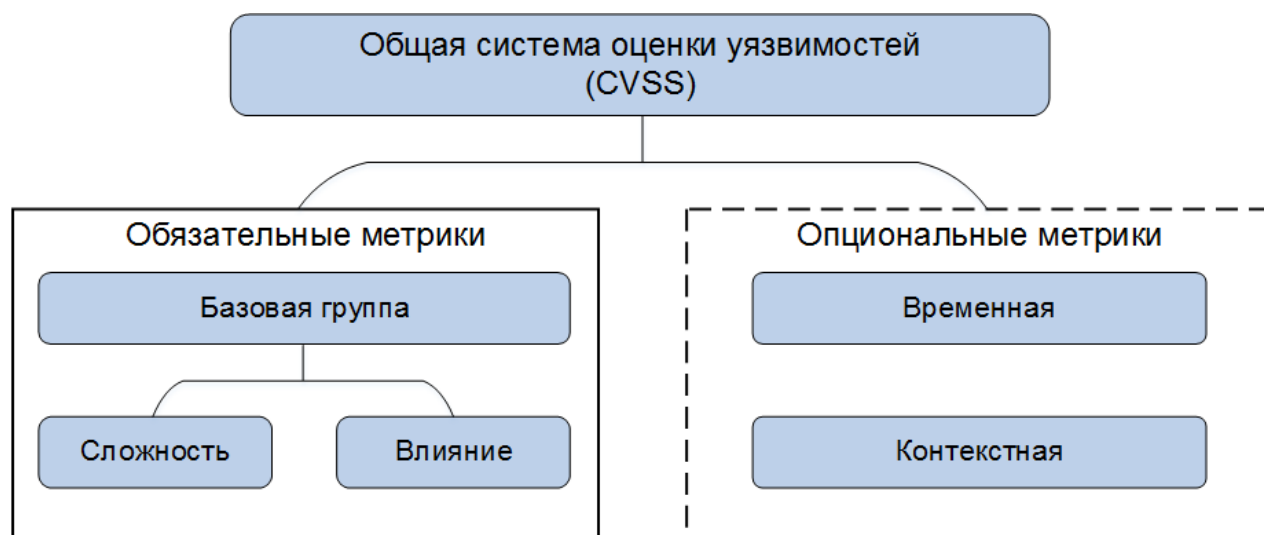 Общая система оценки уязвимостей
(CVSS)
Обязательные метрики
Базовая группа
Сложность
Влияние
Опциональные метрики
Временная
Контекстная